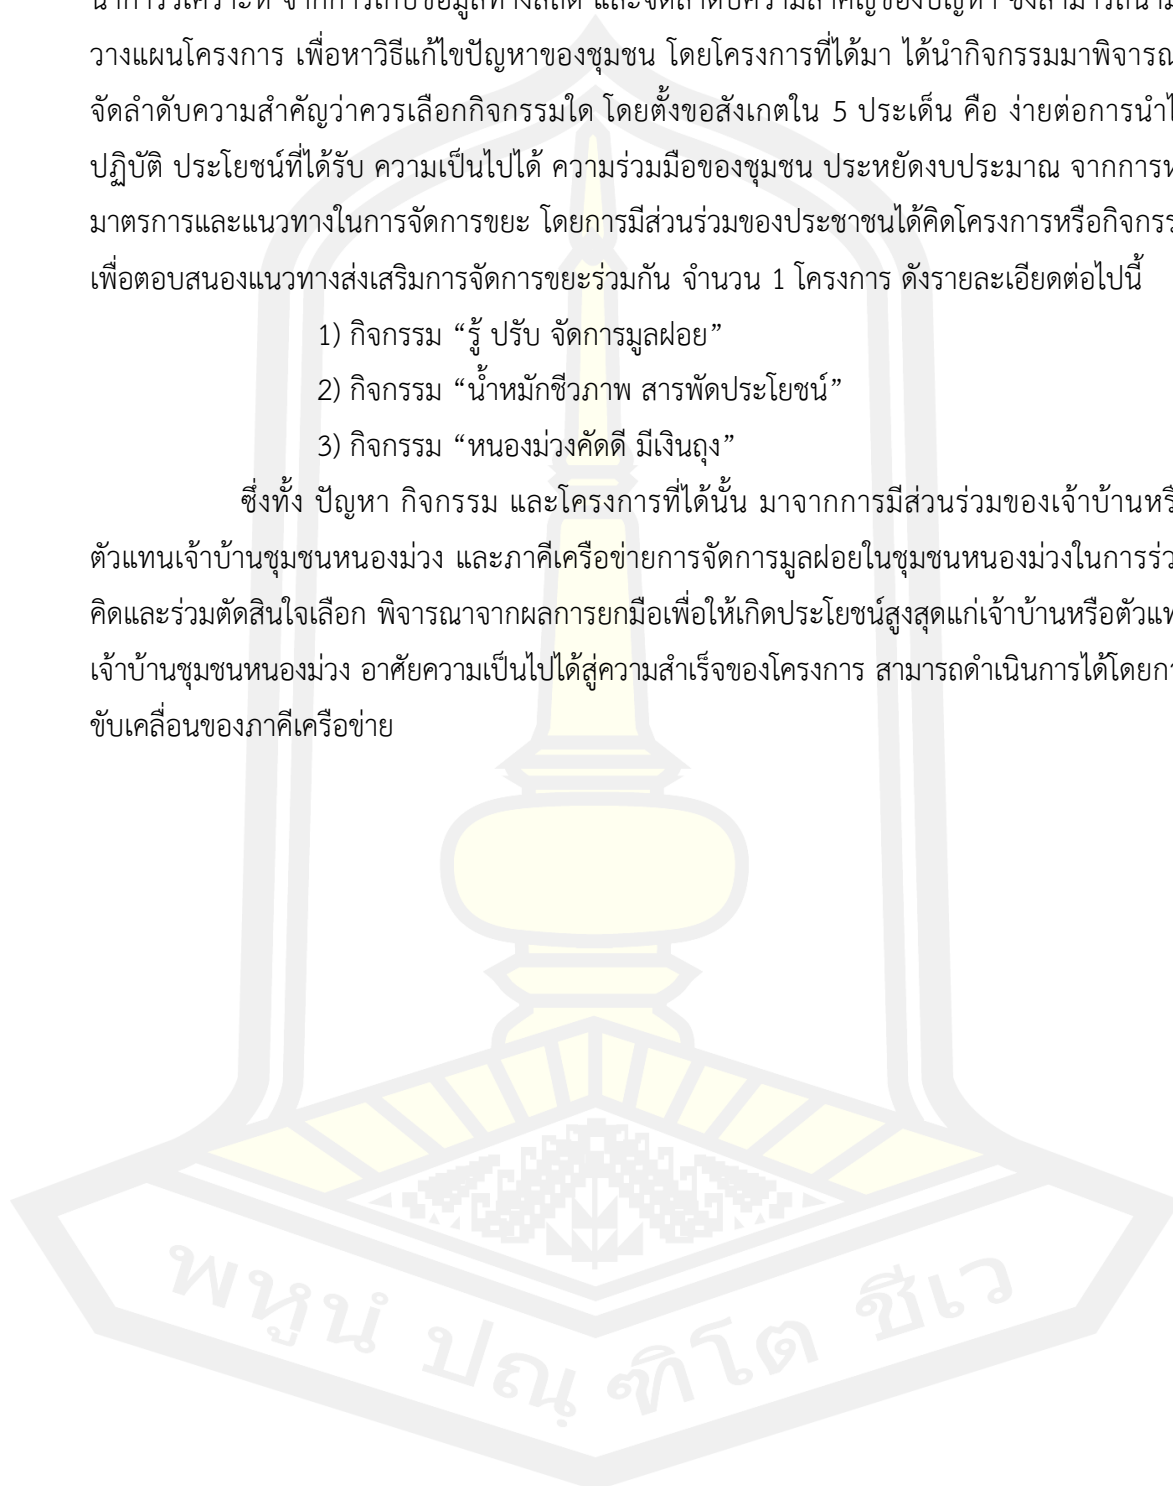 วางแผนโครงการ เพื่อหาวิธีแก้ไขปัญหาของชุมชน โดยโครงการที่ได้มา ได้นำกิจกรรมมาพิจารณ
จัดลำดับความสำคัญว่าควรเลือกกิจกรรมใด โดยตั้งขอสังเกตใน 5 ประเด็น คือ ง่ายต่อการนำไ
ปฏิบัติ ประโยชน์ที่ได้รับ ความเป็นไปได้ ความร่วมมือของชุมชน ประหยัดงบประมาณ จากการห
มาตรการและแนวทางในการจัดการขยะ โดยการมีส่วนร่วมของประชาชนได้คิดโครงการหรือกิจกรร
เพื่อตอบสนองแนวทางส่งเสริมการจัดการขยะร่วมกัน จำนวน 1 โครงการ ดังรายละเอียดต่อไปนี้
1) กิจกรรม “รู้ ปรับ จัดการมูลฝอย”
2) กิจกรรม “น้ำหมักชีวภาพ สารพัดประโยชน์”
3) กิจกรรม “หนองม่วงคัดดี มีเงินถุง”
ซึ่งทั้ง ปัญหา กิจกรรม และโครงการที่ได้นั้น มาจากการมีส่วนร่วมของเจ้าบ้านหรื
ตัวแทนเจ้าบ้านชุมชนหนองม่วง และภาคีเครือข่ายการจัดการมูลฝอยในชุมชนหนองม่วงในการร่ว
คิดและร่วมตัดสินใจเลือก พิจารณาจากผลการยกมือเพื่อให้เกิดประโยชน์สูงสุดแก่เจ้าบ้านหรือตัวแท
เจ้าบ้านชุมชนหนองม่วง อาศัยความเป็นไปได้สู่ความสำเร็จของโครงการ สามารถดำเนินการได้โดยกา
ขับเคลื่อนของภาคีเครือข่าย
พหูนํ ปณฺฑิโต ชีเว